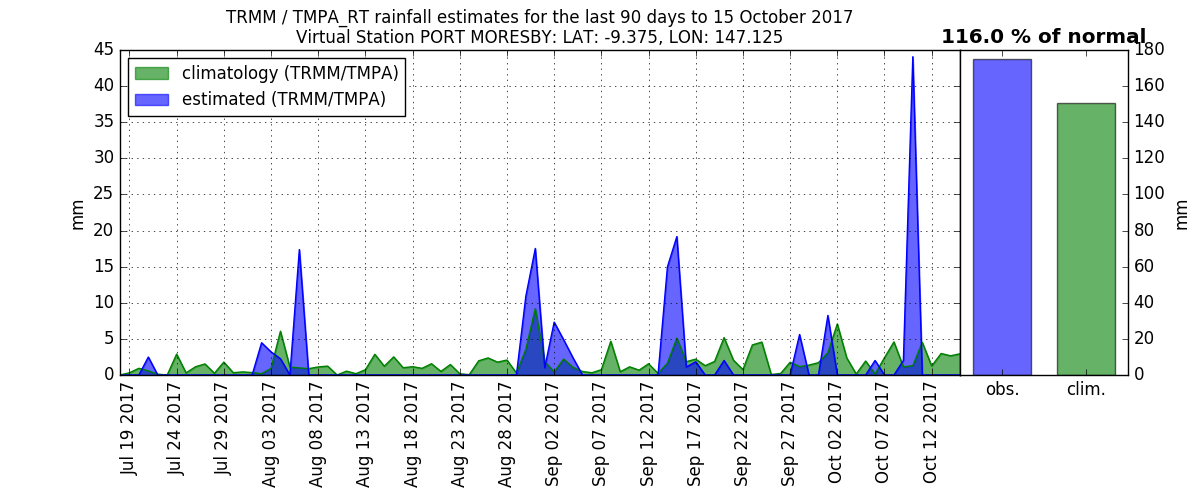 TRMM / TMPA_RT rainfall estimates for the last 90 days to 15 October 2017
Virtual Station PORT MORESBY: LAT: -9.375, LON: 147.125
116.0 % of normal
climatology (TRMM/TMPA)
estimated (TRMM/TMPA)
mm
45
40
35
30
25
20
15
10
5
0
Jul 19 2017
Jul 24 2017
Jul 29 2017
Aug 03 2017
Aug 08 2017
Aug 13 2017
Aug 18 2017
Aug 23 2017
Aug 28 2017
Sep 02 2017
Sep 07 2017
Sep 12 2017
Sep 17 2017
Sep 22 2017
Sep 27 2017
Oct 02 2017
Oct 07 2017
Oct 12 2017
obs.
clim.
180
160
140
120
100
80
60
40
20
0
mm